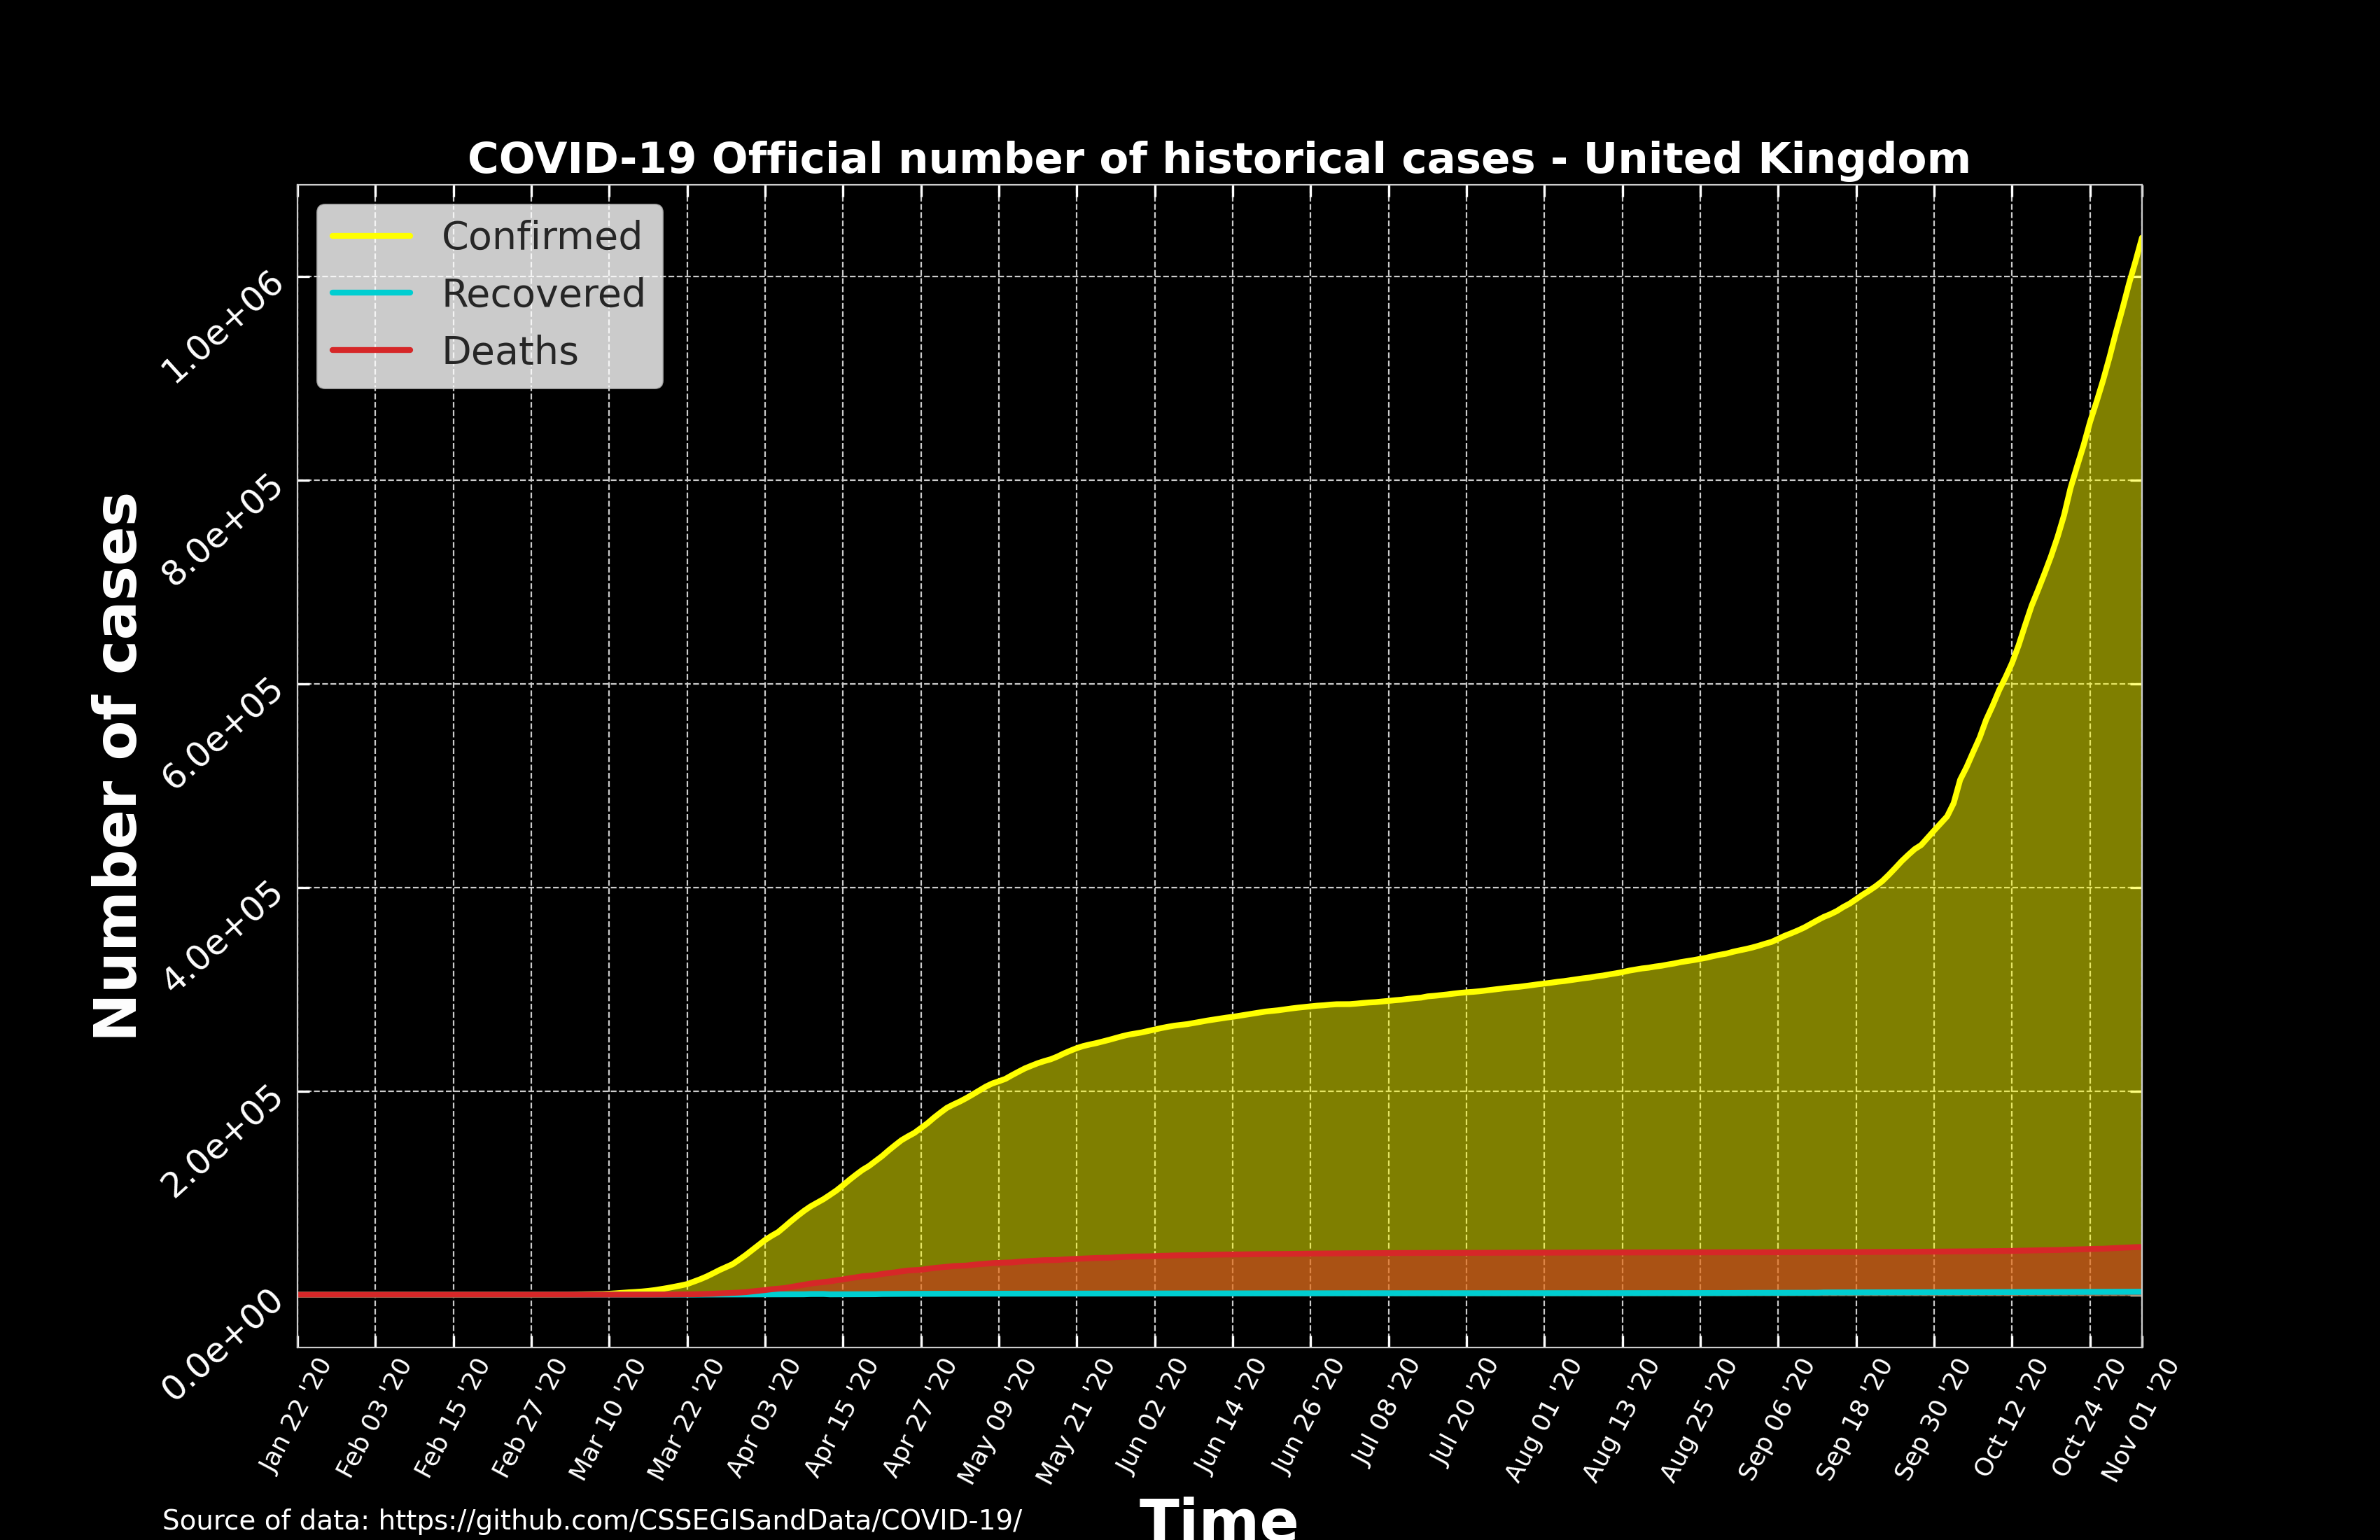 COVID-19 Official number of historical cases - United Kingdom
Confirmed
Recovered
Deaths
Number of cases
1.0e+06
8.0e+05
6.0e+05
4.0e+05
2.0e+05
0.0e+00
Jan 22 '20
Feb 03 '20
Feb 15 '20
Feb 27 '20
Mar 10 '20
Mar 22 '20
Apr 03 '20
Apr 15 '20
Apr 27 '20
May 09 '20
May 21 '20
Jun 02 '20
Jun 14 '20
Jun 26 '20
Jul 08 '20
Jul 20 '20
Aug 01 '20
Aug 13 '20
Aug 25 '20
Sep 06 '20
Sep 18 '20
Sep 30 '20
Oct 12 '20
Oct 24 '20
Nov 01 '20
Time
Source of data: https://github.com/CSSEGISandData/COVID-19/